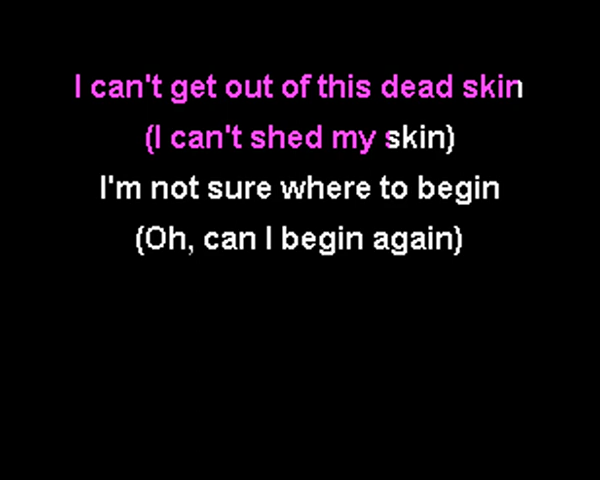 I can't get out of this dead skin
(I can't shed my skin)
I'm not sure where to begin
(Oh, can I begin again)